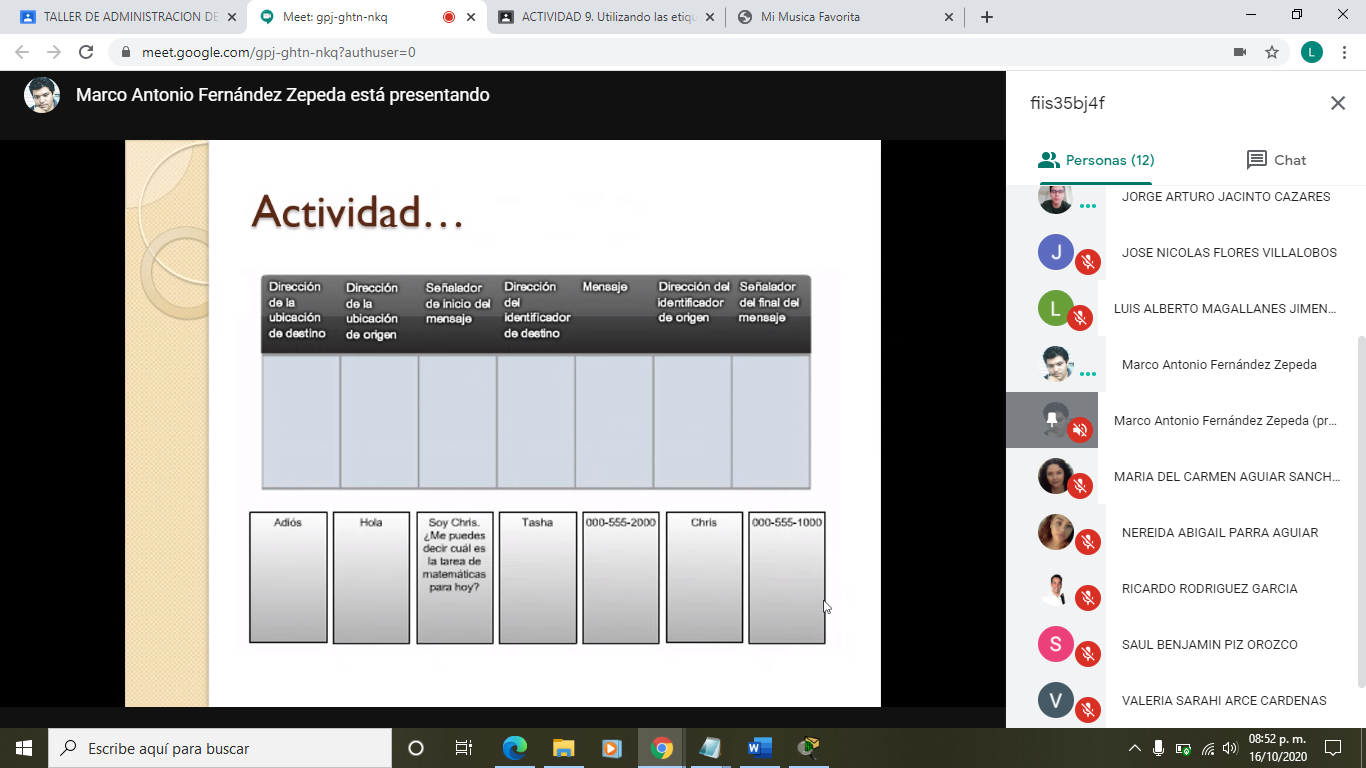 TALLER DE ADMINISTRACION DE
Meet: gpj-ghtn-nkq
ACTIVIDAD 9. Utilizando las etiqu
Mi Musica Favorita
meet.google.com/gpj-ghtn-nkq?authuser=0
L
Marco Antonio Fernández Zepeda está presentando
Actividad...
Dirección
de la
ubicación
de destino
Dirección
de la
ubicación
de origen
Señalador
de inicio del
mensaje
Dirección
del
identificador
de destino
Mensaje
Dirección del
identificador
de origen
Señalador
del final del
mensaje
Adiós
Hola
Soy Chris.
¿Me puedes
decir cuál es
la tarea de
matemáticas
para hoy?
Tasha
000-555-2000
Chris
000-555-1000
fiis35bj4f
Personas (12)
Chat
JORGE ARTURO JACINTO CAZARES
J
JOSE NICOLAS FLORES VILLALOBOS
L
LUIS ALBERTO MAGALLANES JIMEN...
Marco Antonio Fernández Zepeda
Marco Antonio Fernández Zepeda (pr...
MARIA DEL CARMEN AGUIAR SANCH...
NEREIDA ABIGAIL PARRA AGUIAR
RICARDO RODRIGUEZ GARCIA
S
SAUL BENJAMIN PIZ OROZCO
V
VALERIA SARAHI ARCE CARDENAS
Escribe aquí para buscar
08:52 p. m.
16/10/2020